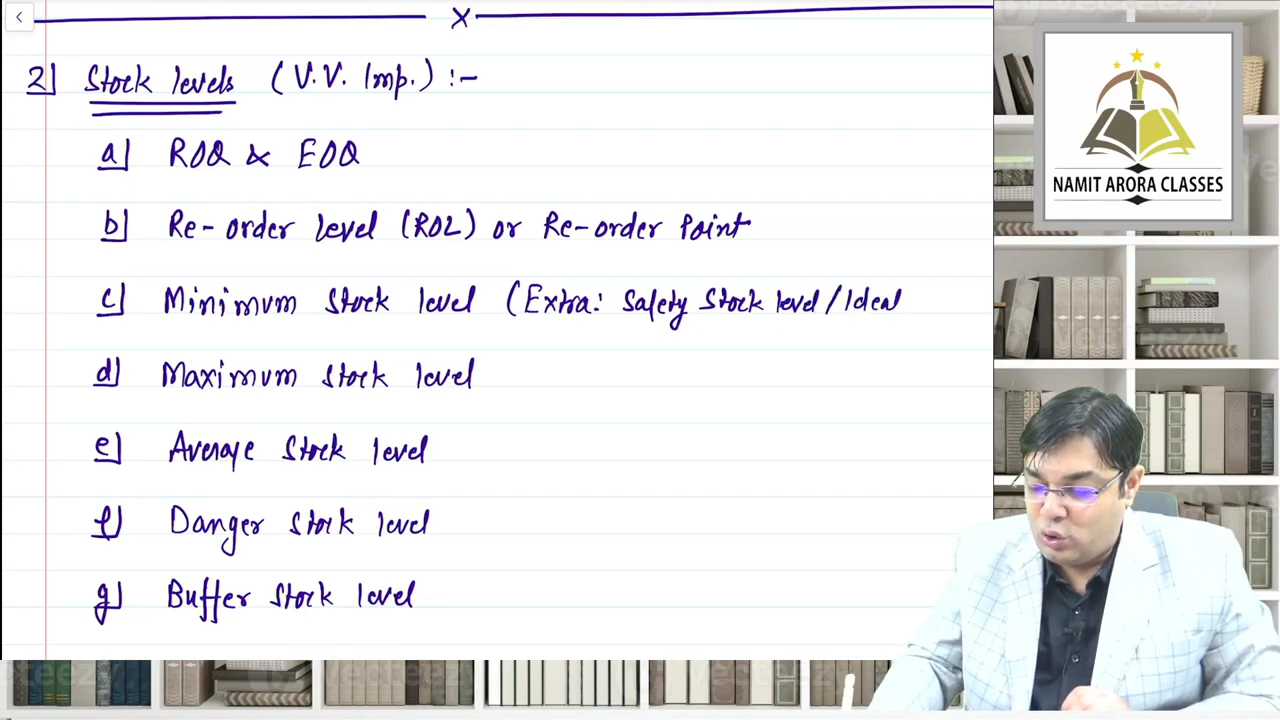 x
2] Stock levels (V.V. Imp.) :-
a] ROQ & EOQ
b] Re-order level (ROL) or Re-order Point
c] Minimum Stock level (Extra: Safety Stock level/Ideal
d] Maximum Stock level
e] Average Stock level
f] Danger Stock level
g] Buffer Stock level
NAMIT ARORA CLASSES